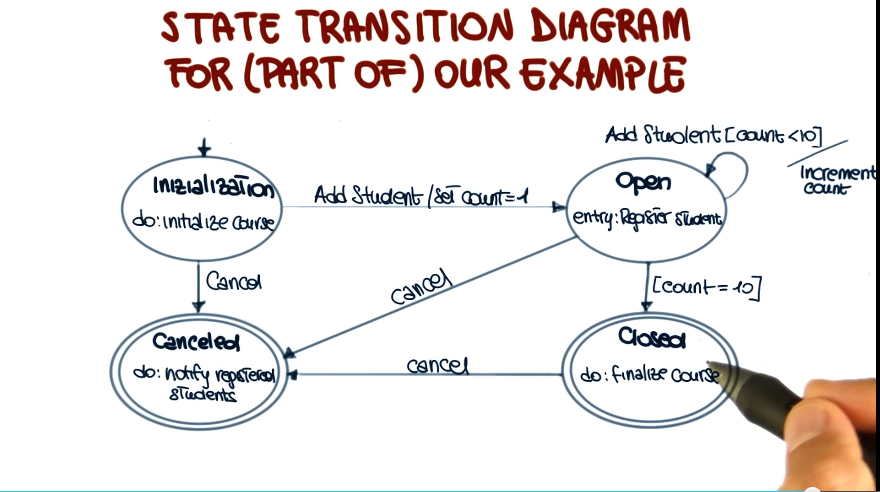 STATE TRANSITION DIAGRAM
FOR (PART OF) OUR EXAMPLE
Add Student [count <10]
Increment
count
Inizialization
do: initialize course
Add Student / set count=1
Open
entry: Register student
Cancel
cancel
[count = 10]
Canceled
do: notify registered
students
cancel
Closed
do: finalize course